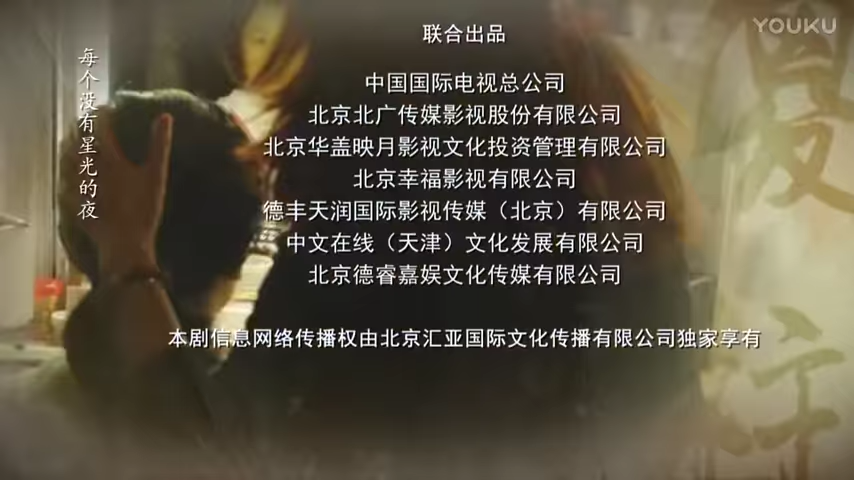 YOUKU
联合出品
每个没有星光的夜
中国国际电视总公司
北京北广传媒影视股份有限公司
北京华盖映月影视文化投资管理有限公司
北京幸福影视有限公司
德丰天润国际影视传媒（北京）有限公司
中文在线（天津）文化发展有限公司
北京德睿嘉娱文化传媒有限公司
本剧信息网络传播权由北京汇亚国际文化传播有限公司独家享有